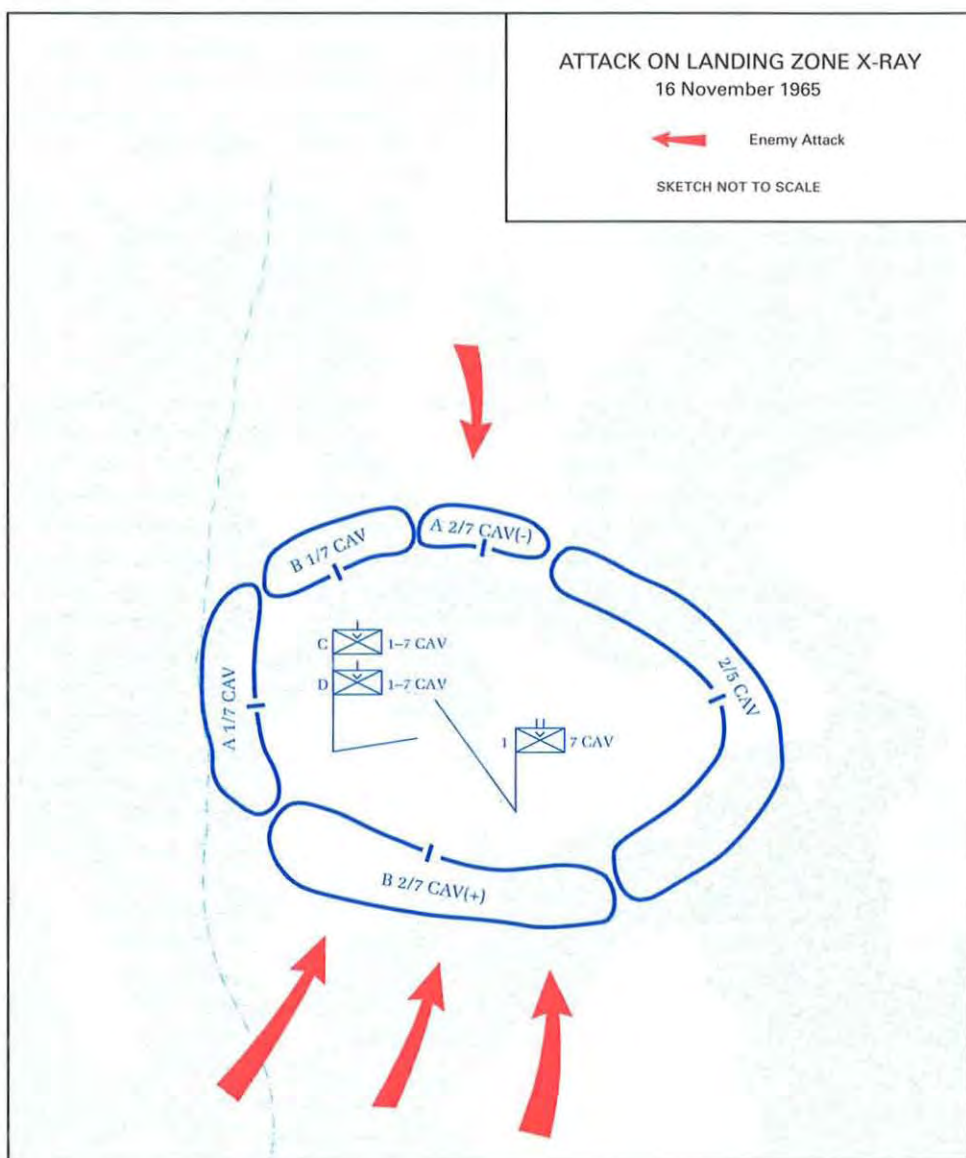 ATTACK ON LANDING ZONE X-RAY
16 November 1965
Enemy Attack
SKETCH NOT TO SCALE
A 2/7 CAV(-)
B 1/7 CAV
C 1–7 CAV
D 1–7 CAV
2/5 CAV
A 1/7 CAV
1 7 CAV
B 2/7 CAV(+)